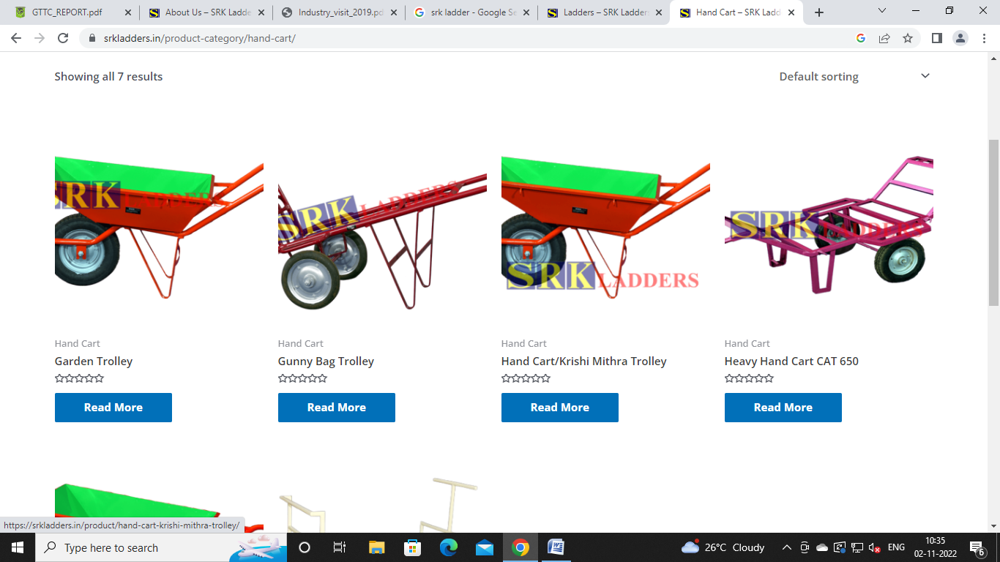 GTTC_REPORT.pdf
About Us – SRK Ladde
Industry_visit_2019.pd
srk ladder - Google Se
Ladders – SRK Ladders
Hand Cart – SRK Ladd
srkladders.in/product-category/hand-cart/
Showing all 7 results
Default sorting
SRK LADDERS
SRK LADDERS
SRK LADDERS
SRK LADDERS
Hand Cart
Hand Cart
Hand Cart
Hand Cart
Garden Trolley
Gunny Bag Trolley
Hand Cart/Krishi Mithra Trolley
Heavy Hand Cart CAT 650
Read More
Read More
Read More
Read More
https://srkladders.in/product/hand-cart-krishi-mithra-trolley/
Type here to search
26°C Cloudy
ENG
10:35
02-11-2022
6